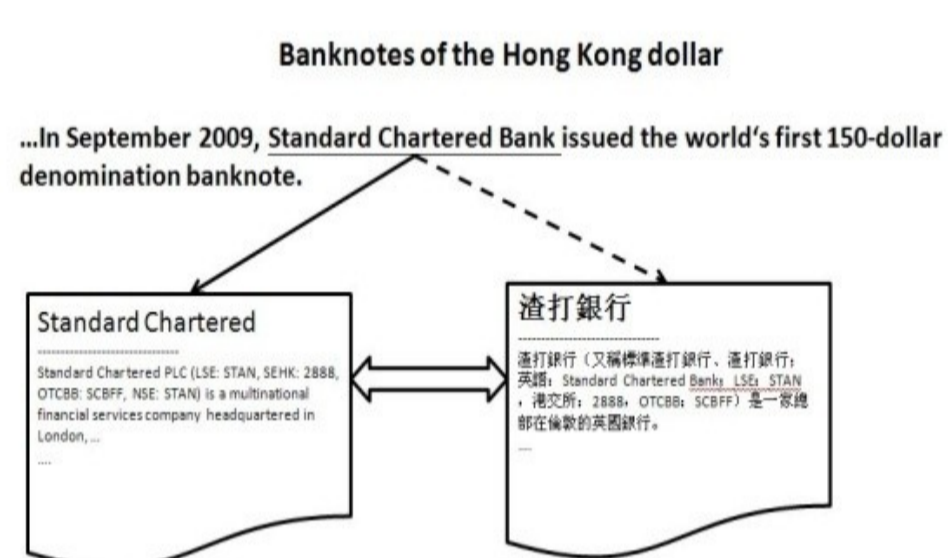 Banknotes of the Hong Kong dollar
...In September 2009, Standard Chartered Bank issued the world's first 150-dollar
denomination banknote.
Standard Chartered
--------------------------------
Standard Chartered PLC (LSE: STAN, SEHK: 2888,
OTCBB: SCBFF, NSE: STAN) is a multinational
financial services company headquartered in
London, ...
....
渣打銀行
--------------------------------
渣打銀行（又稱標準渣打銀行、渣打銀行；
英語：Standard Chartered Bank；LSE：STAN
，港交所：2888，OTCBB：SCBFF）是一家總
部在倫敦的英國銀行。
....